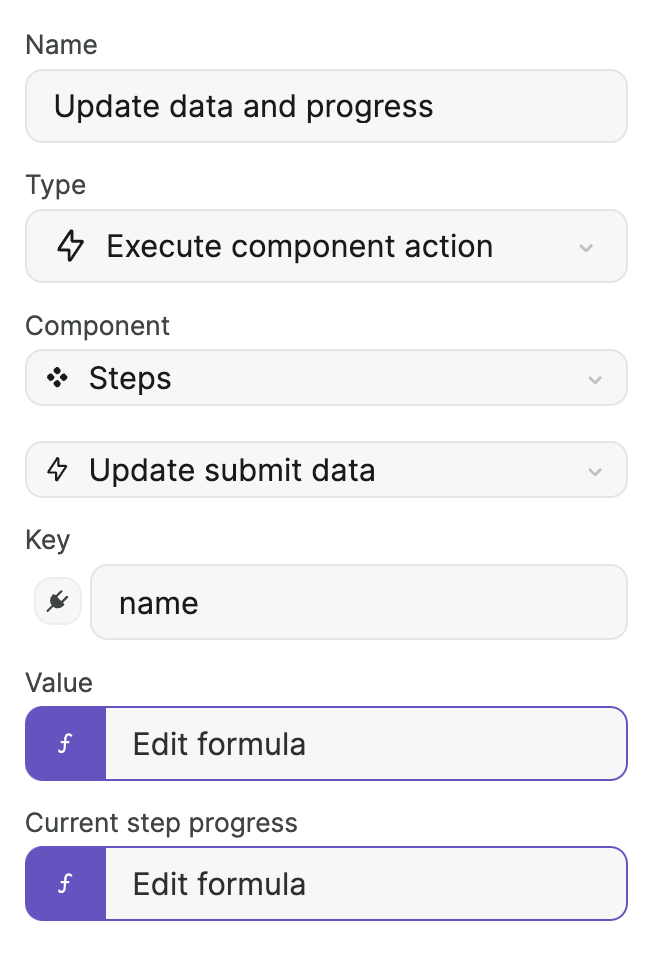 Name
Update data and progress
Type
Execute component action
Component
Steps
Update submit data
Key
name
Value
Edit formula
Current step progress
Edit formula